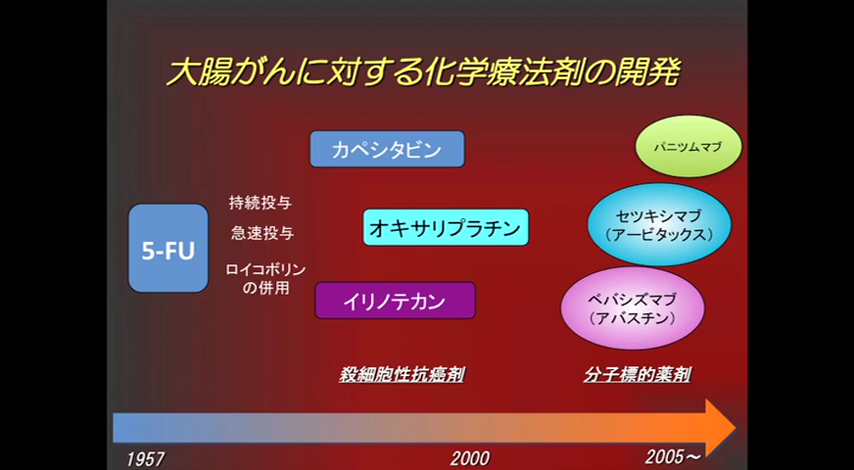 大腸がんに対する化学療法剤の開発
カペシタビン
パニツムマブ
持続投与
オキサリプラチン
セツキシマブ
（アービタックス）
急速投与
5-FU
ロイコボリン
の併用
イリノテカン
ベバシズマブ
（アバスチン）
殺細胞性抗癌剤
分子標的薬剤
1957
2000
2005～